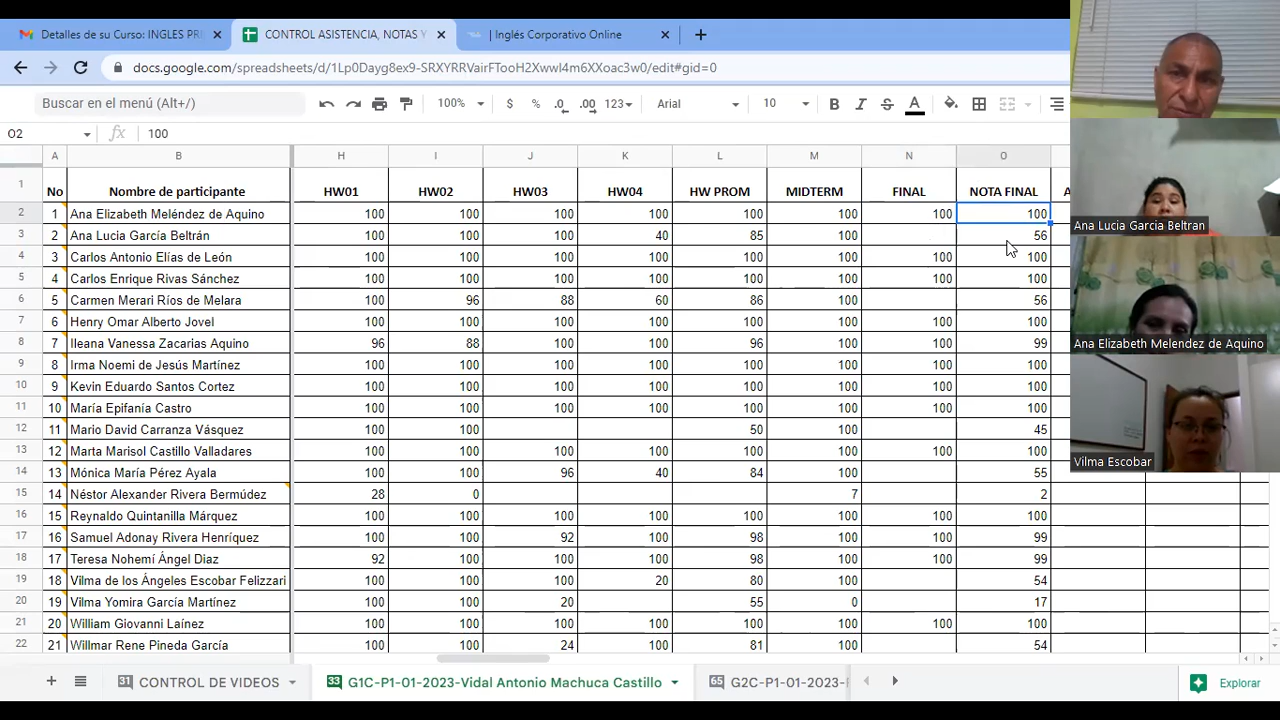 Detalles de su Curso: INGLES PRI
CONTROL ASISTENCIA, NOTAS Y
| Inglés Corporativo Online
Buscar en el menú (Alt+/)
100%
$ % .0 .00 123
Arial
10
B I S A
O2
fx 100
A B H I J K L M N O
1 No Nombre de participante HW01 HW02 HW03 HW04 HW PROM MIDTERM FINAL NOTA FINAL A
2 1 Ana Elizabeth Meléndez de Aquino 100 100 100 100 100 100 100 100
3 2 Ana Lucia García Beltrán 100 100 100 40 85 100 56
4 3 Carlos Antonio Elías de León 100 100 100 100 100 100 100 100
5 4 Carlos Enrique Rivas Sánchez 100 100 100 100 100 100 100 100
6 5 Carmen Merari Ríos de Melara 100 96 88 60 86 100 56
7 6 Henry Omar Alberto Jovel 100 100 100 100 100 100 100 100
8 7 Ileana Vanessa Zacarias Aquino 96 88 100 100 96 100 100 99
9 8 Irma Noemi de Jesús Martínez 100 100 100 100 100 100 100 100
10 9 Kevin Eduardo Santos Cortez 100 100 100 100 100 100 100 100
11 10 María Epifanía Castro 100 100 100 100 100 100 100 100
12 11 Mario David Carranza Vásquez 100 100 50 100 45
13 12 Marta Marisol Castillo Valladares 100 100 100 100 100 100 100 100
14 13 Mónica María Pérez Ayala 100 100 96 40 84 100 55
15 14 Néstor Alexander Rivera Bermúdez 28 0 7 2
16 15 Reynaldo Quintanilla Márquez 100 100 100 100 100 100 100 100
17 16 Samuel Adonay Rivera Henríquez 100 100 92 100 98 100 100 99
18 17 Teresa Nohemí Ángel Diaz 92 100 100 100 98 100 100 99
19 18 Vilma de los Ángeles Escobar Felizzari 100 100 100 20 80 100 54
20 19 Vilma Yomira García Martínez 100 100 20 55 0 17
21 20 William Giovanni Laínez 100 100 100 100 100 100 100 100
22 21 Willmar Rene Pineda García 100 100 24 100 81 100 54
31 CONTROL DE VIDEOS
33 G1C-P1-01-2023-Vidal Antonio Machuca Castillo
65 G2C-P1-01-2023-
Explorar
Ana Lucia Garcia Beltran
Ana Elizabeth Melendez de Aquino
Vilma Escobar